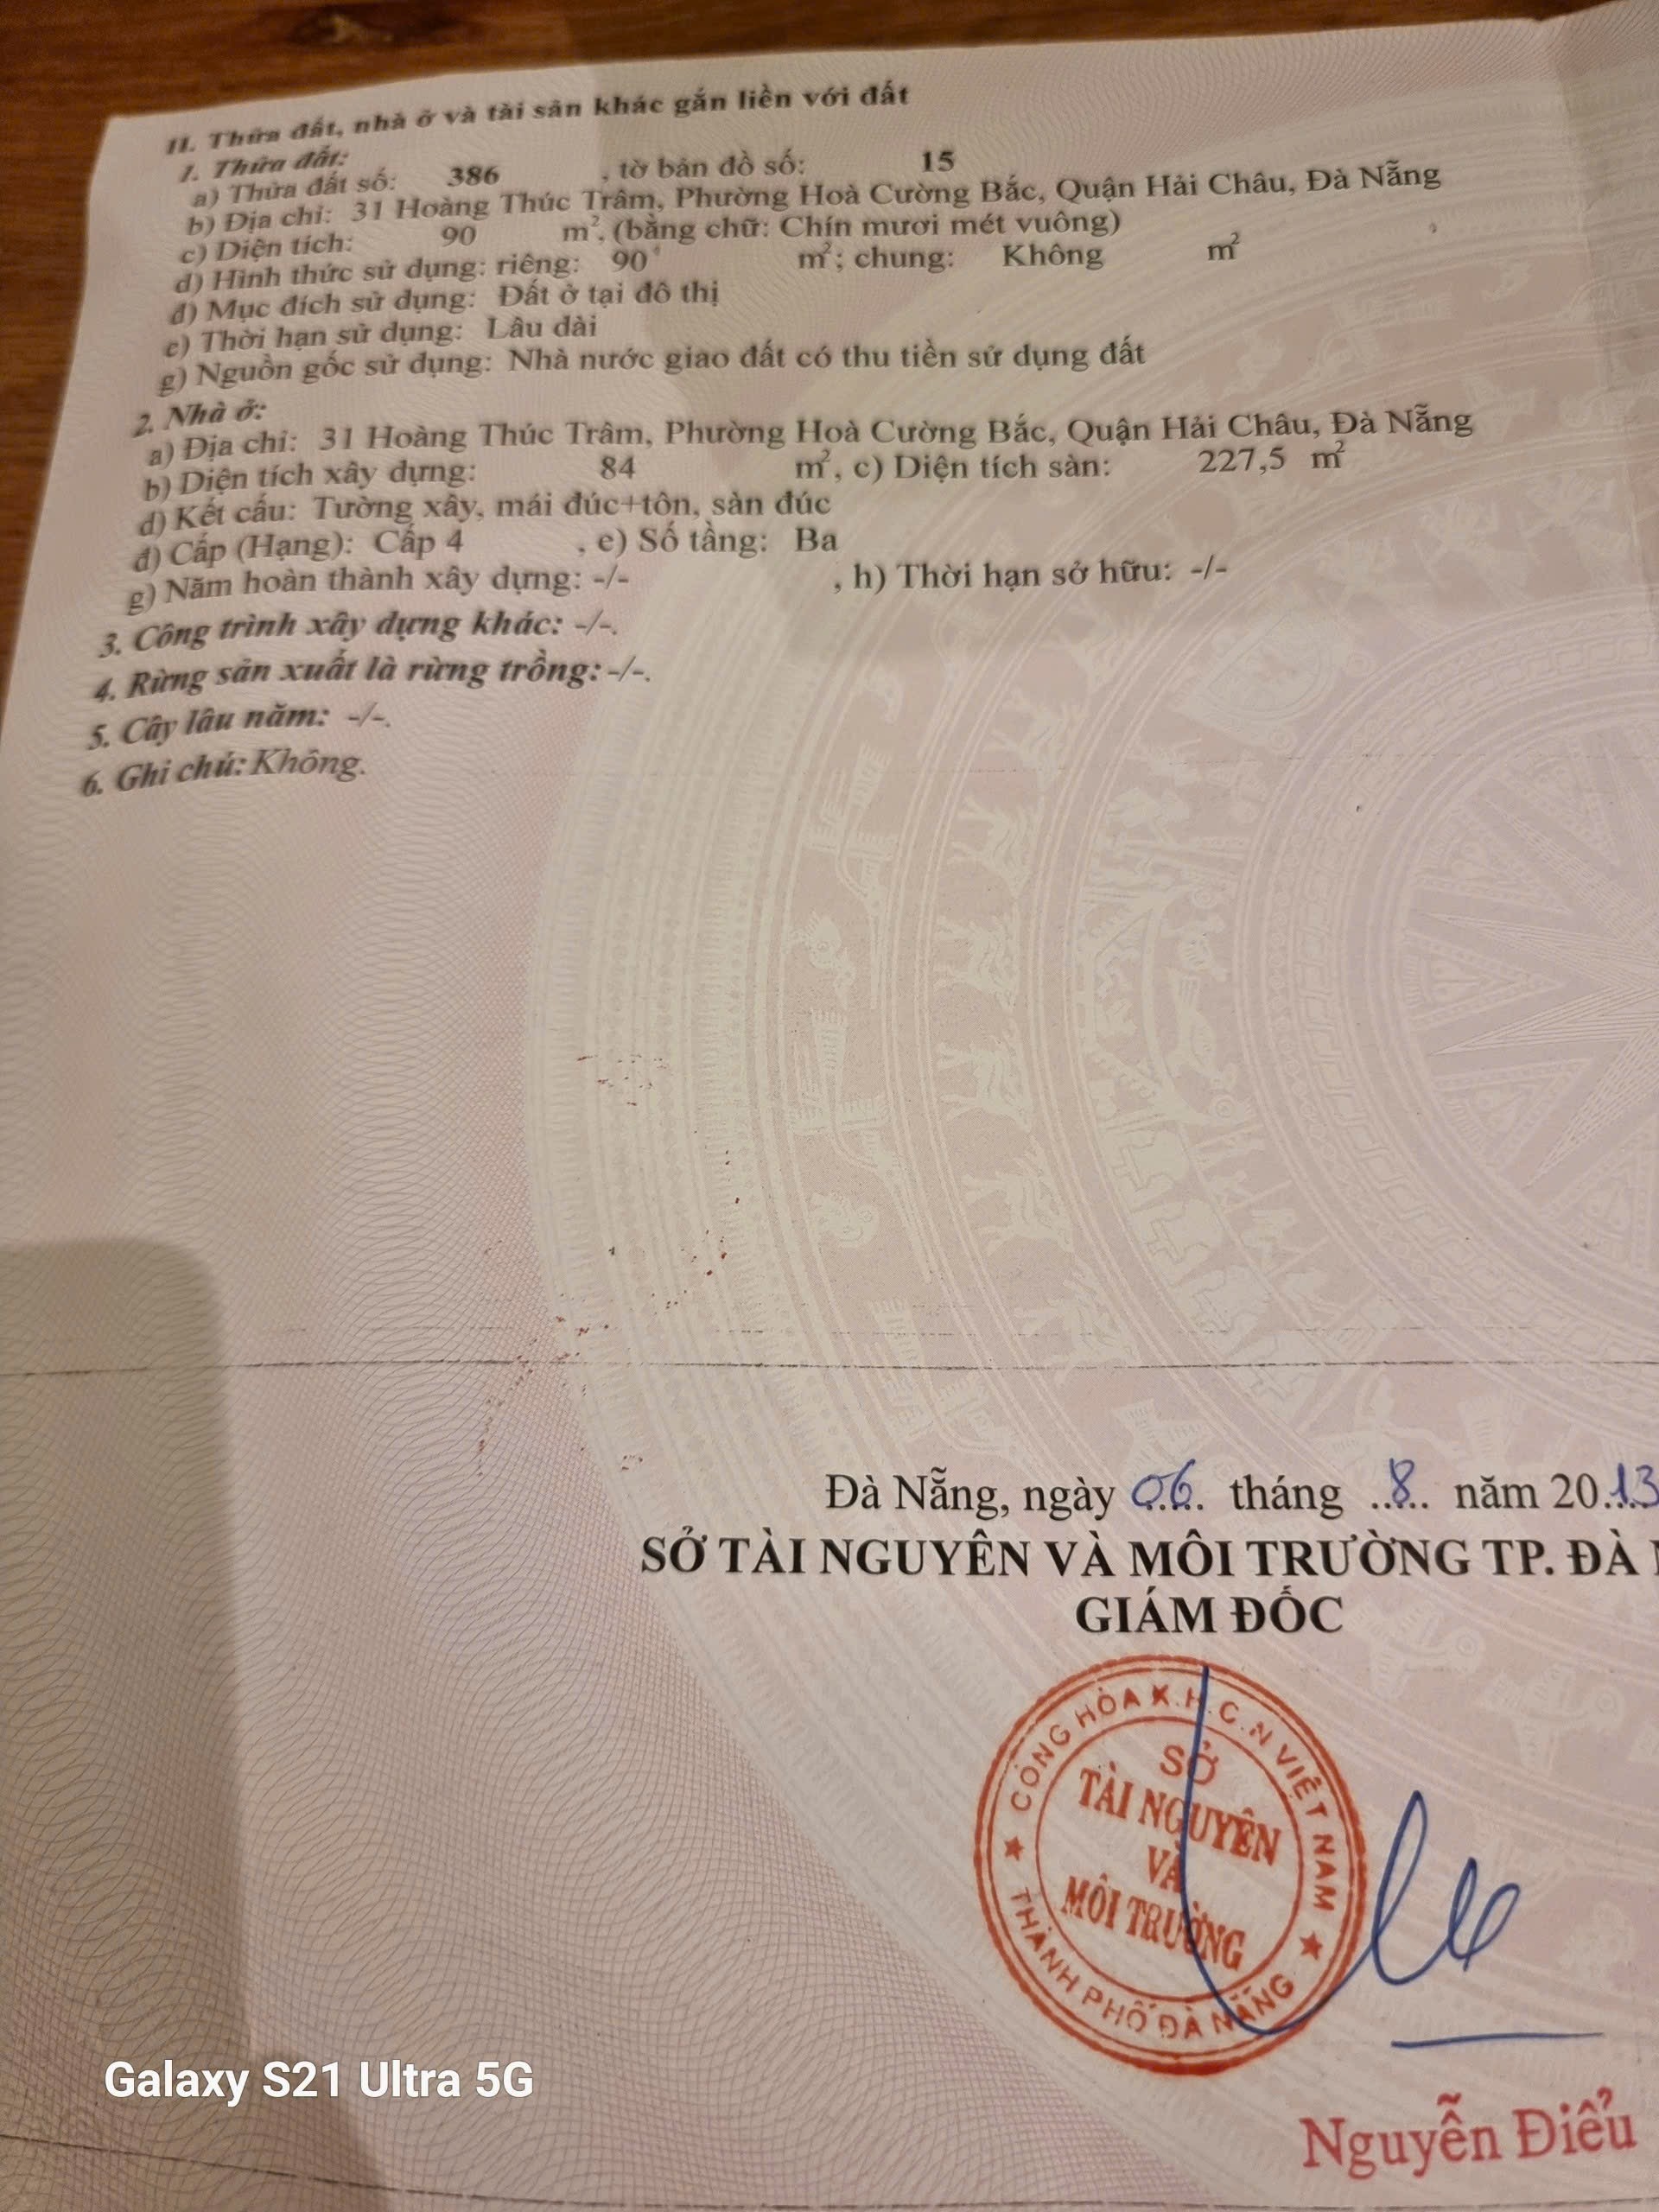 II. Thửa đất, nhà ở và tài sản khác gắn liền với đất
1. Thửa đất:
a) Thửa đất số: 386 , tờ bản đồ số: 15
b) Địa chỉ: 31 Hoàng Thúc Trâm, Phường Hoà Cường Bắc, Quận Hải Châu, Đà Nẵng
c) Diện tích: 90 m², (bằng chữ: Chín mươi mét vuông)
d) Hình thức sử dụng: riêng: 90 m²; chung: Không m²
đ) Mục đích sử dụng: Đất ở tại đô thị
e) Thời hạn sử dụng: Lâu dài
g) Nguồn gốc sử dụng: Nhà nước giao đất có thu tiền sử dụng đất
2. Nhà ở:
a) Địa chỉ: 31 Hoàng Thúc Trâm, Phường Hoà Cường Bắc, Quận Hải Châu, Đà Nẵng
b) Diện tích xây dựng: 84 m², c) Diện tích sàn: 227,5 m²
d) Kết cấu: Tường xây, mái đúc+tôn, sàn đúc
đ) Cấp (Hạng): Cấp 4 , e) Số tầng: Ba
g) Năm hoàn thành xây dựng: -/- , h) Thời hạn sở hữu: -/-
3. Công trình xây dựng khác: -/-.
4. Rừng sản xuất là rừng trồng: -/-.
5. Cây lâu năm: -/-.
6. Ghi chú: Không.
Đà Nẵng, ngày 06 tháng 8 năm 2013
SỞ TÀI NGUYÊN VÀ MÔI TRƯỜNG TP. ĐÀ
GIÁM ĐỐC
CỘNG HÒA X.H.C.N VIỆT NAM
SỞ
TÀI NGUYÊN
VÀ
MÔI TRƯỜNG
THÀNH PHỐ ĐÀ NẴNG
Nguyễn Điểu
Galaxy S21 Ultra 5G